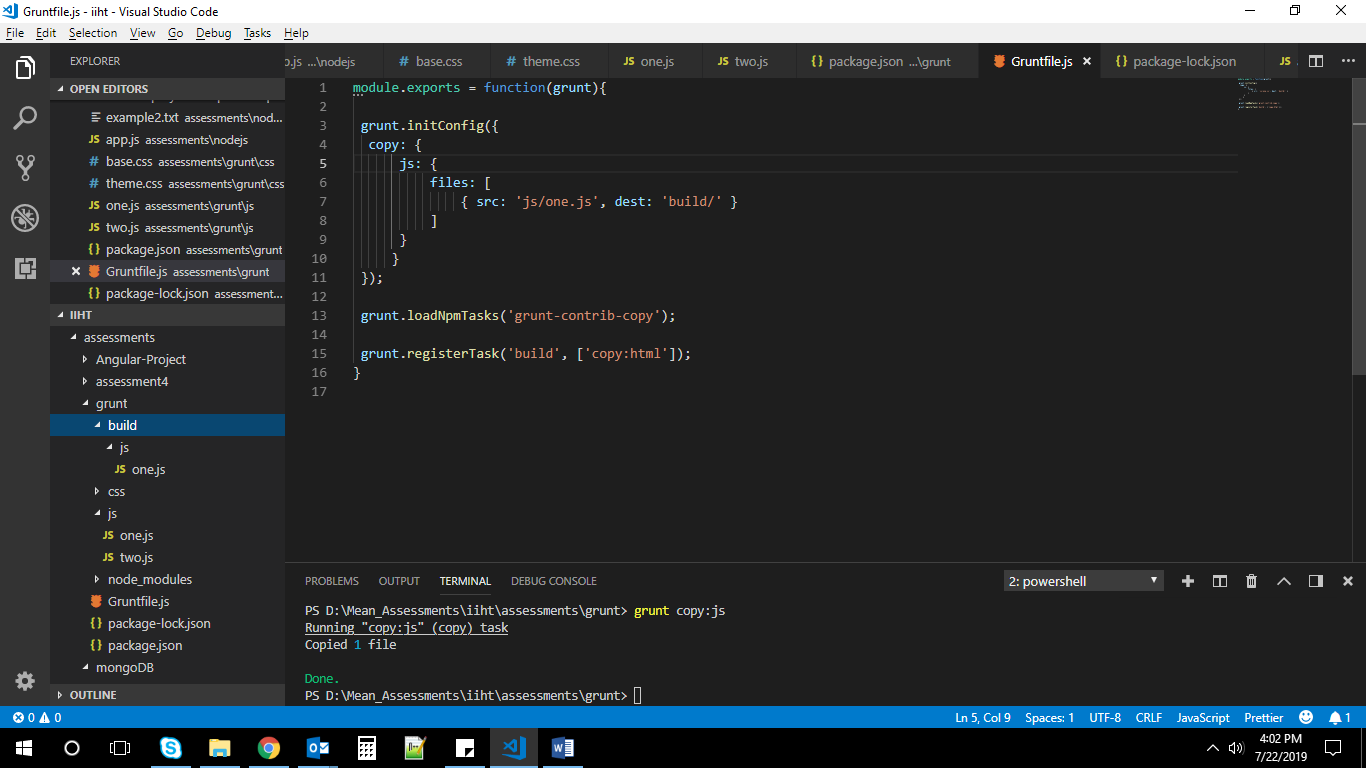 Gruntfile.js - iiht - Visual Studio Code
File Edit Selection View Go Debug Tasks Help
EXPLORER
OPEN EDITORS
example2.txt assessments\nod...
JS app.js assessments\nodejs
# base.css assessments\grunt\css
# theme.css assessments\grunt\css
JS one.js assessments\grunt\js
JS two.js assessments\grunt\js
{} package.json assessments\grunt
Gruntfile.js assessments\grunt
{} package-lock.json assessment...
IIHT
assessments
Angular-Project
assessment4
grunt
build
js
JS one.js
css
js
JS one.js
JS two.js
node_modules
Gruntfile.js
{} package-lock.json
{} package.json
mongoDB
OUTLINE
.js ...\nodejs # base.css # theme.css JS one.js JS two.js {} package.json ...\grunt Gruntfile.js {} package-lock.json JS
1 module.exports = function(grunt){
2
3 grunt.initConfig({
4 copy: {
5 js: {
6 files: [
7 { src: 'js/one.js', dest: 'build/' }
8 ]
9 }
10 }
11 });
12
13 grunt.loadNpmTasks('grunt-contrib-copy');
14
15 grunt.registerTask('build', ['copy:html']);
16 }
17
PROBLEMS OUTPUT TERMINAL DEBUG CONSOLE 2: powershell
PS D:\Mean_Assessments\iiht\assessments\grunt> grunt copy:js
Running "copy:js" (copy) task
Copied 1 file
Done.
PS D:\Mean_Assessments\iiht\assessments\grunt>
0 0 Ln 5, Col 9 Spaces: 1 UTF-8 CRLF JavaScript Prettier 1
4:02 PM
7/22/2019